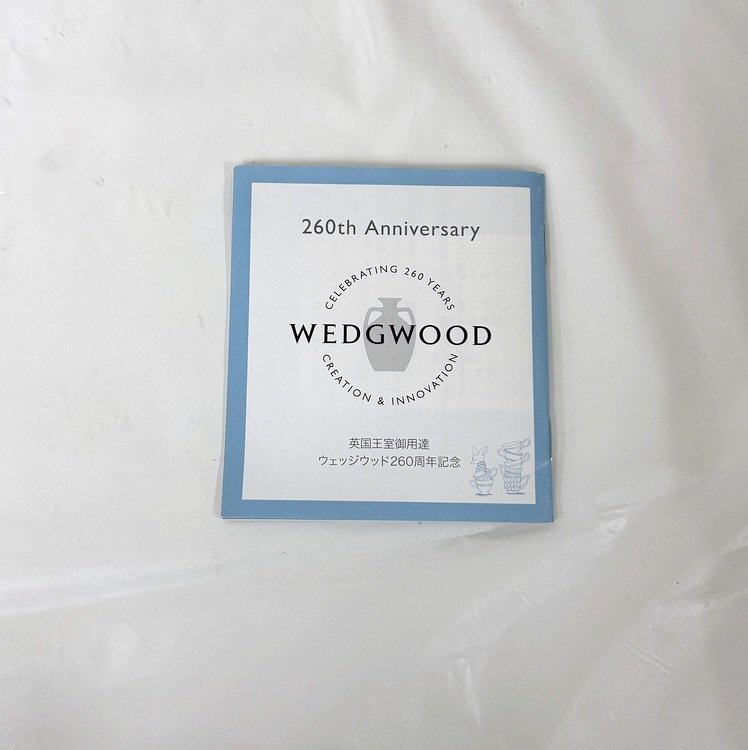 260th Anniversary
CELEBRATING 260 YEARS
WEDGWOOD
CREATION & INNOVATION
英国王室御用達
ウェッジウッド260周年記念